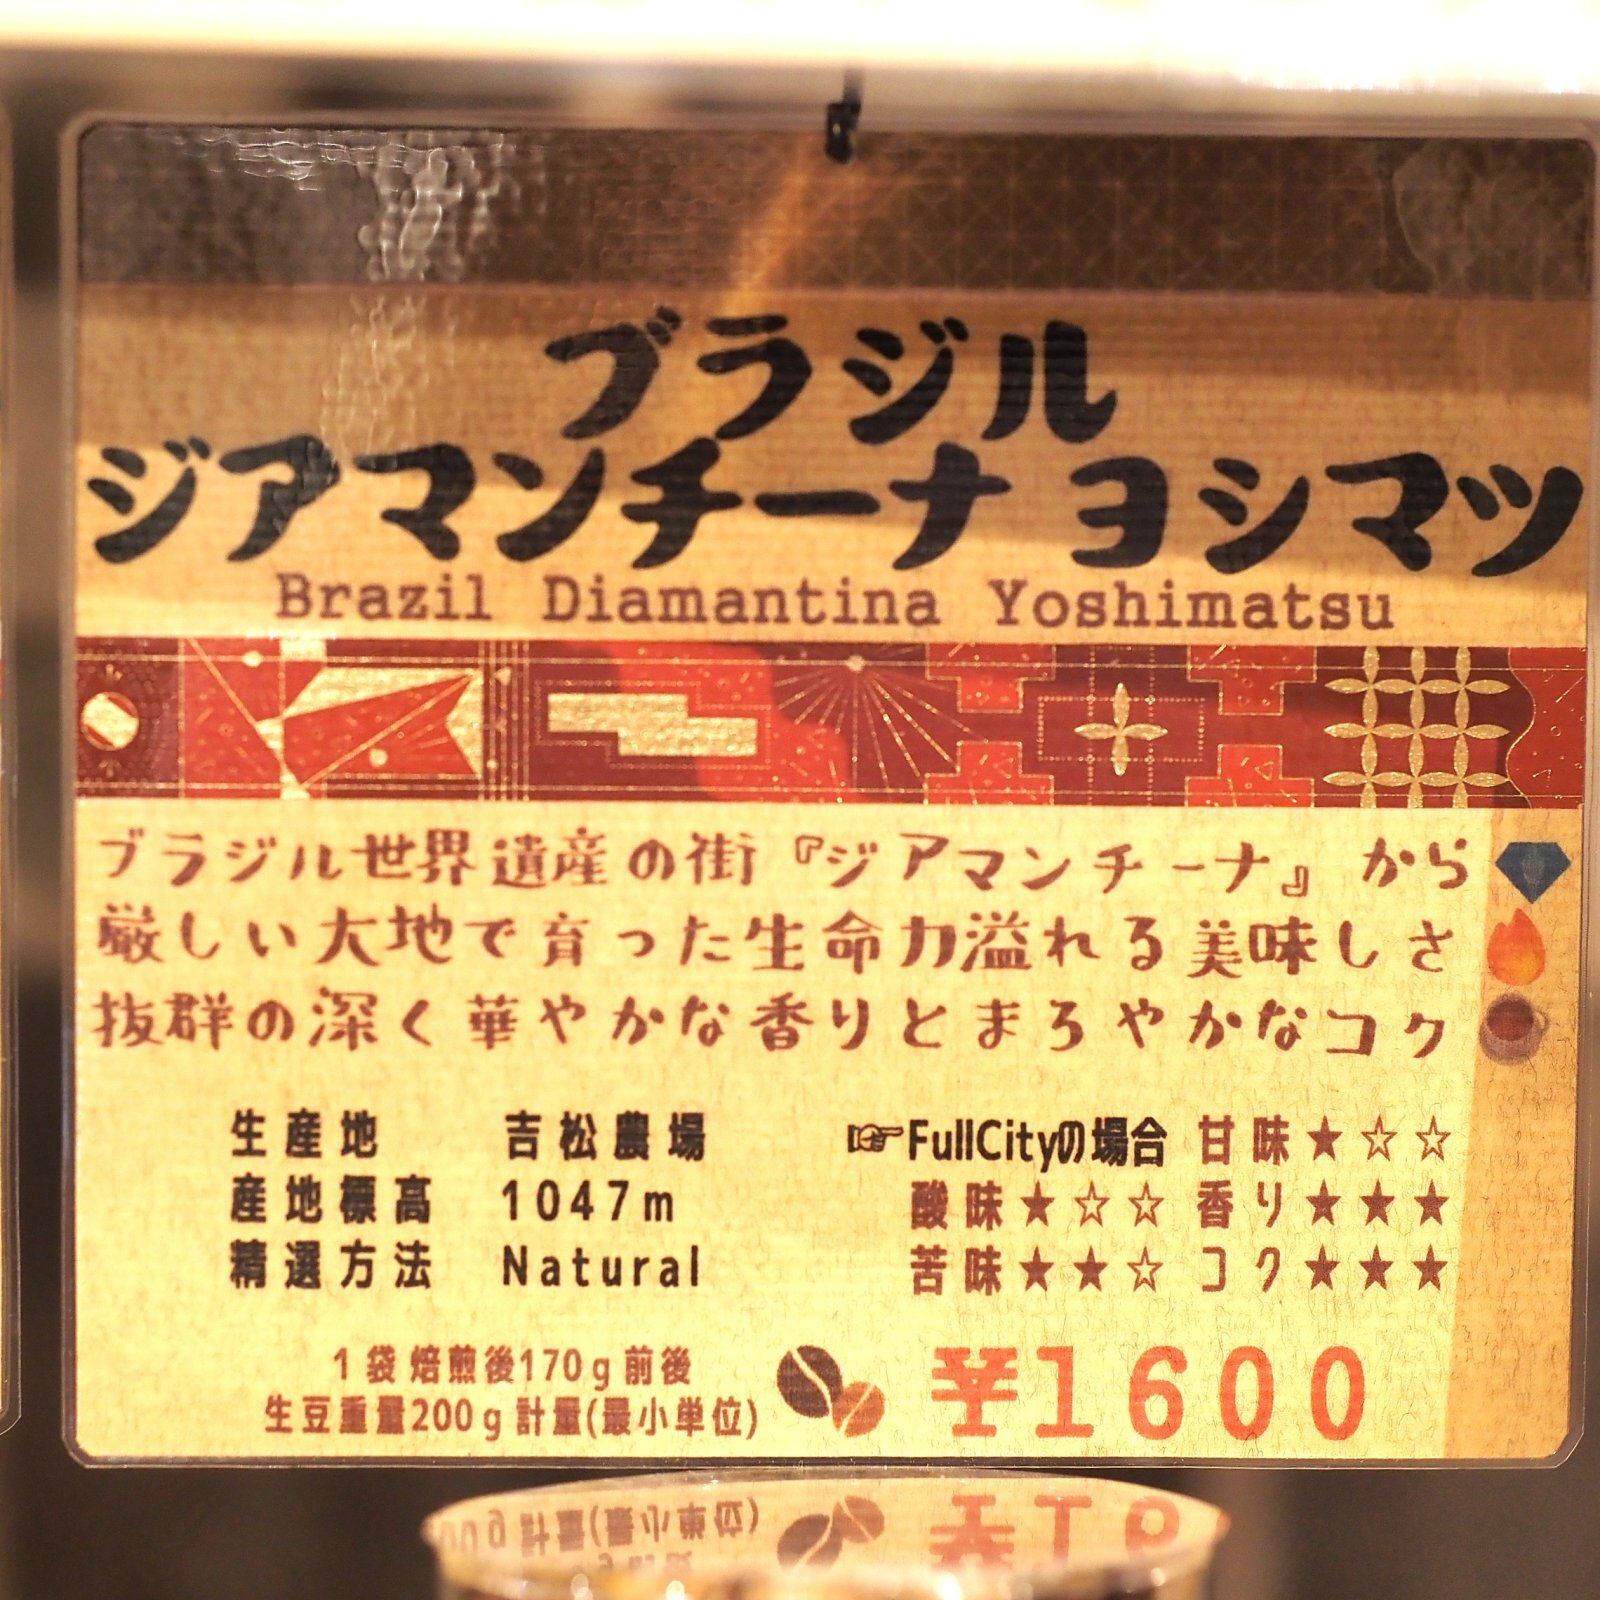 ブラジル
ジアマンチーナ ヨシマツ
Brazil Diamantina Yoshimatsu
ブラジル世界遺産の街『ジアマンチーナ』から
厳しい大地で育った生命力溢れる美味しさ
抜群の深く華やかな香りとまろやかなコク
生産地 吉松農場
産地標高 1047m
精選方法 Natural
☞FullCityの場合 甘味★☆☆
酸味★☆☆ 香り★★★
苦味★★☆ コク★★★
1袋焙煎後170g前後
生豆重量200g計量(最小単位)
¥1600